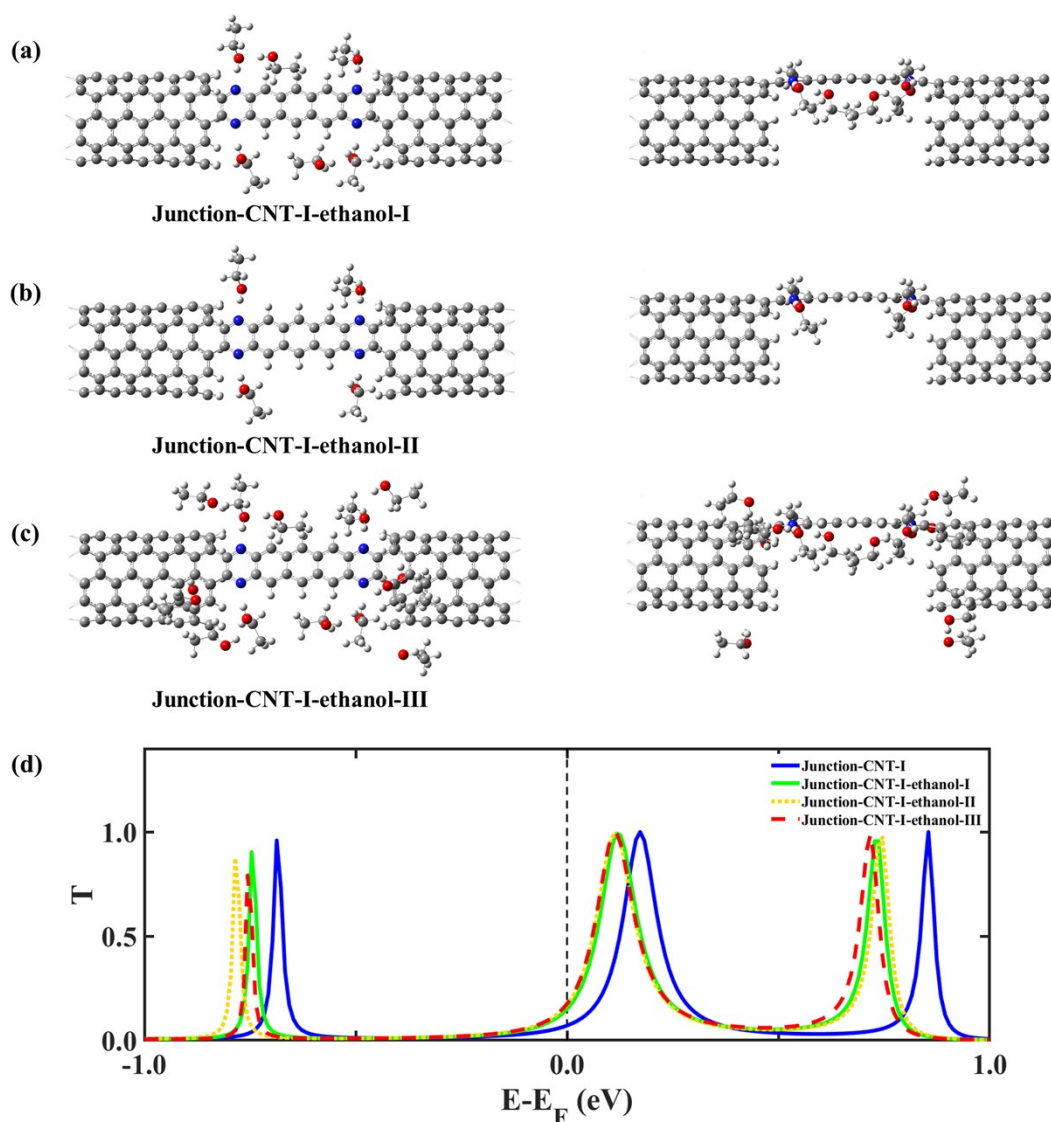 (a)
Junction-CNT-I-ethanol-I
(b)
Junction-CNT-I-ethanol-II
(c)
Junction-CNT-I-ethanol-III
(d)
Junction-CNT-I
Junction-CNT-I-ethanol-I
Junction-CNT-I-ethanol-II
Junction-CNT-I-ethanol-III
T
1.0
0.5
0.0
-1.0
0.0
1.0
E-E_F (eV)